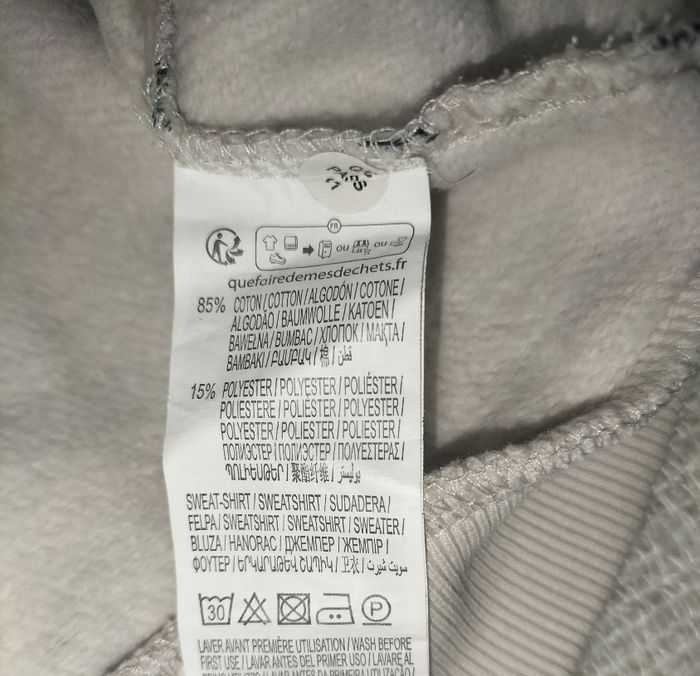 FR
OU OU
quefairedemesdechets.fr
85% COTON / COTTON / ALGODÓN / COTONE /
ALGODÃO / BAUMWOLLE / KATOEN /
BAWEŁNA / BUMBAC / ХЛОПОК / МАҚТА /
BAMBAKI / ԲԱՄԲԱԿ / 棉 / قطن
15% POLYESTER / POLYESTER / POLIÉSTER /
POLIESTERE / POLIÉSTER / POLYESTER /
POLYESTER / POLIESTER / POLIESTER /
ПОЛИЭСТЕР / ПОЛИЭСТЕР / ПОЛУЕΣТЕРАΣ /
ՊՈԼԻԵՍԹԵՐ / 聚酯纤维 / بوليستر
SWEAT-SHIRT / SWEATSHIRT / SUDADERA /
FELPA / SWEATSHIRT / SWEATSHIRT / SWEATER /
BLUZA / HANORAC / ДЖЕМПЕР / ЖЕМПІР /
ΦΟΥΤΕΡ / ԵՐԿԱՐԱԹԵՎ ՇԱՊԻԿ / 卫衣 / سويت شيرت
30 P
LAVER AVANT PREMIÈRE UTILISATION / WASH BEFORE
FIRST USE / LAVAR ANTES DEL PRIMER USO / LAVARE AL